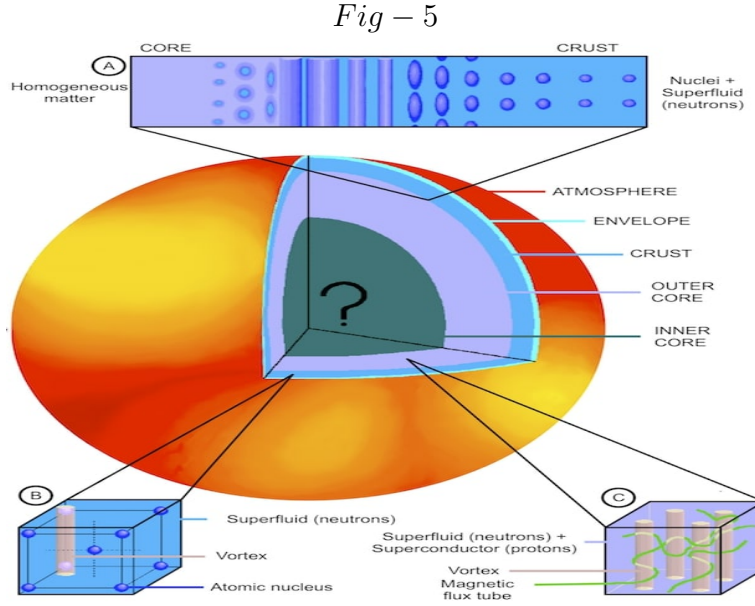 Fig – 5
CORE
CRUST
A
Homogeneous
matter
Nuclei +
Superfluid
(neutrons)
ATMOSPHERE
ENVELOPE
CRUST
OUTER
CORE
?
INNER
CORE
B
C
Superfluid (neutrons)
Vortex
Atomic nucleus
Superfluid (neutrons) +
Superconductor (protons)
Vortex
Magnetic
flux tube